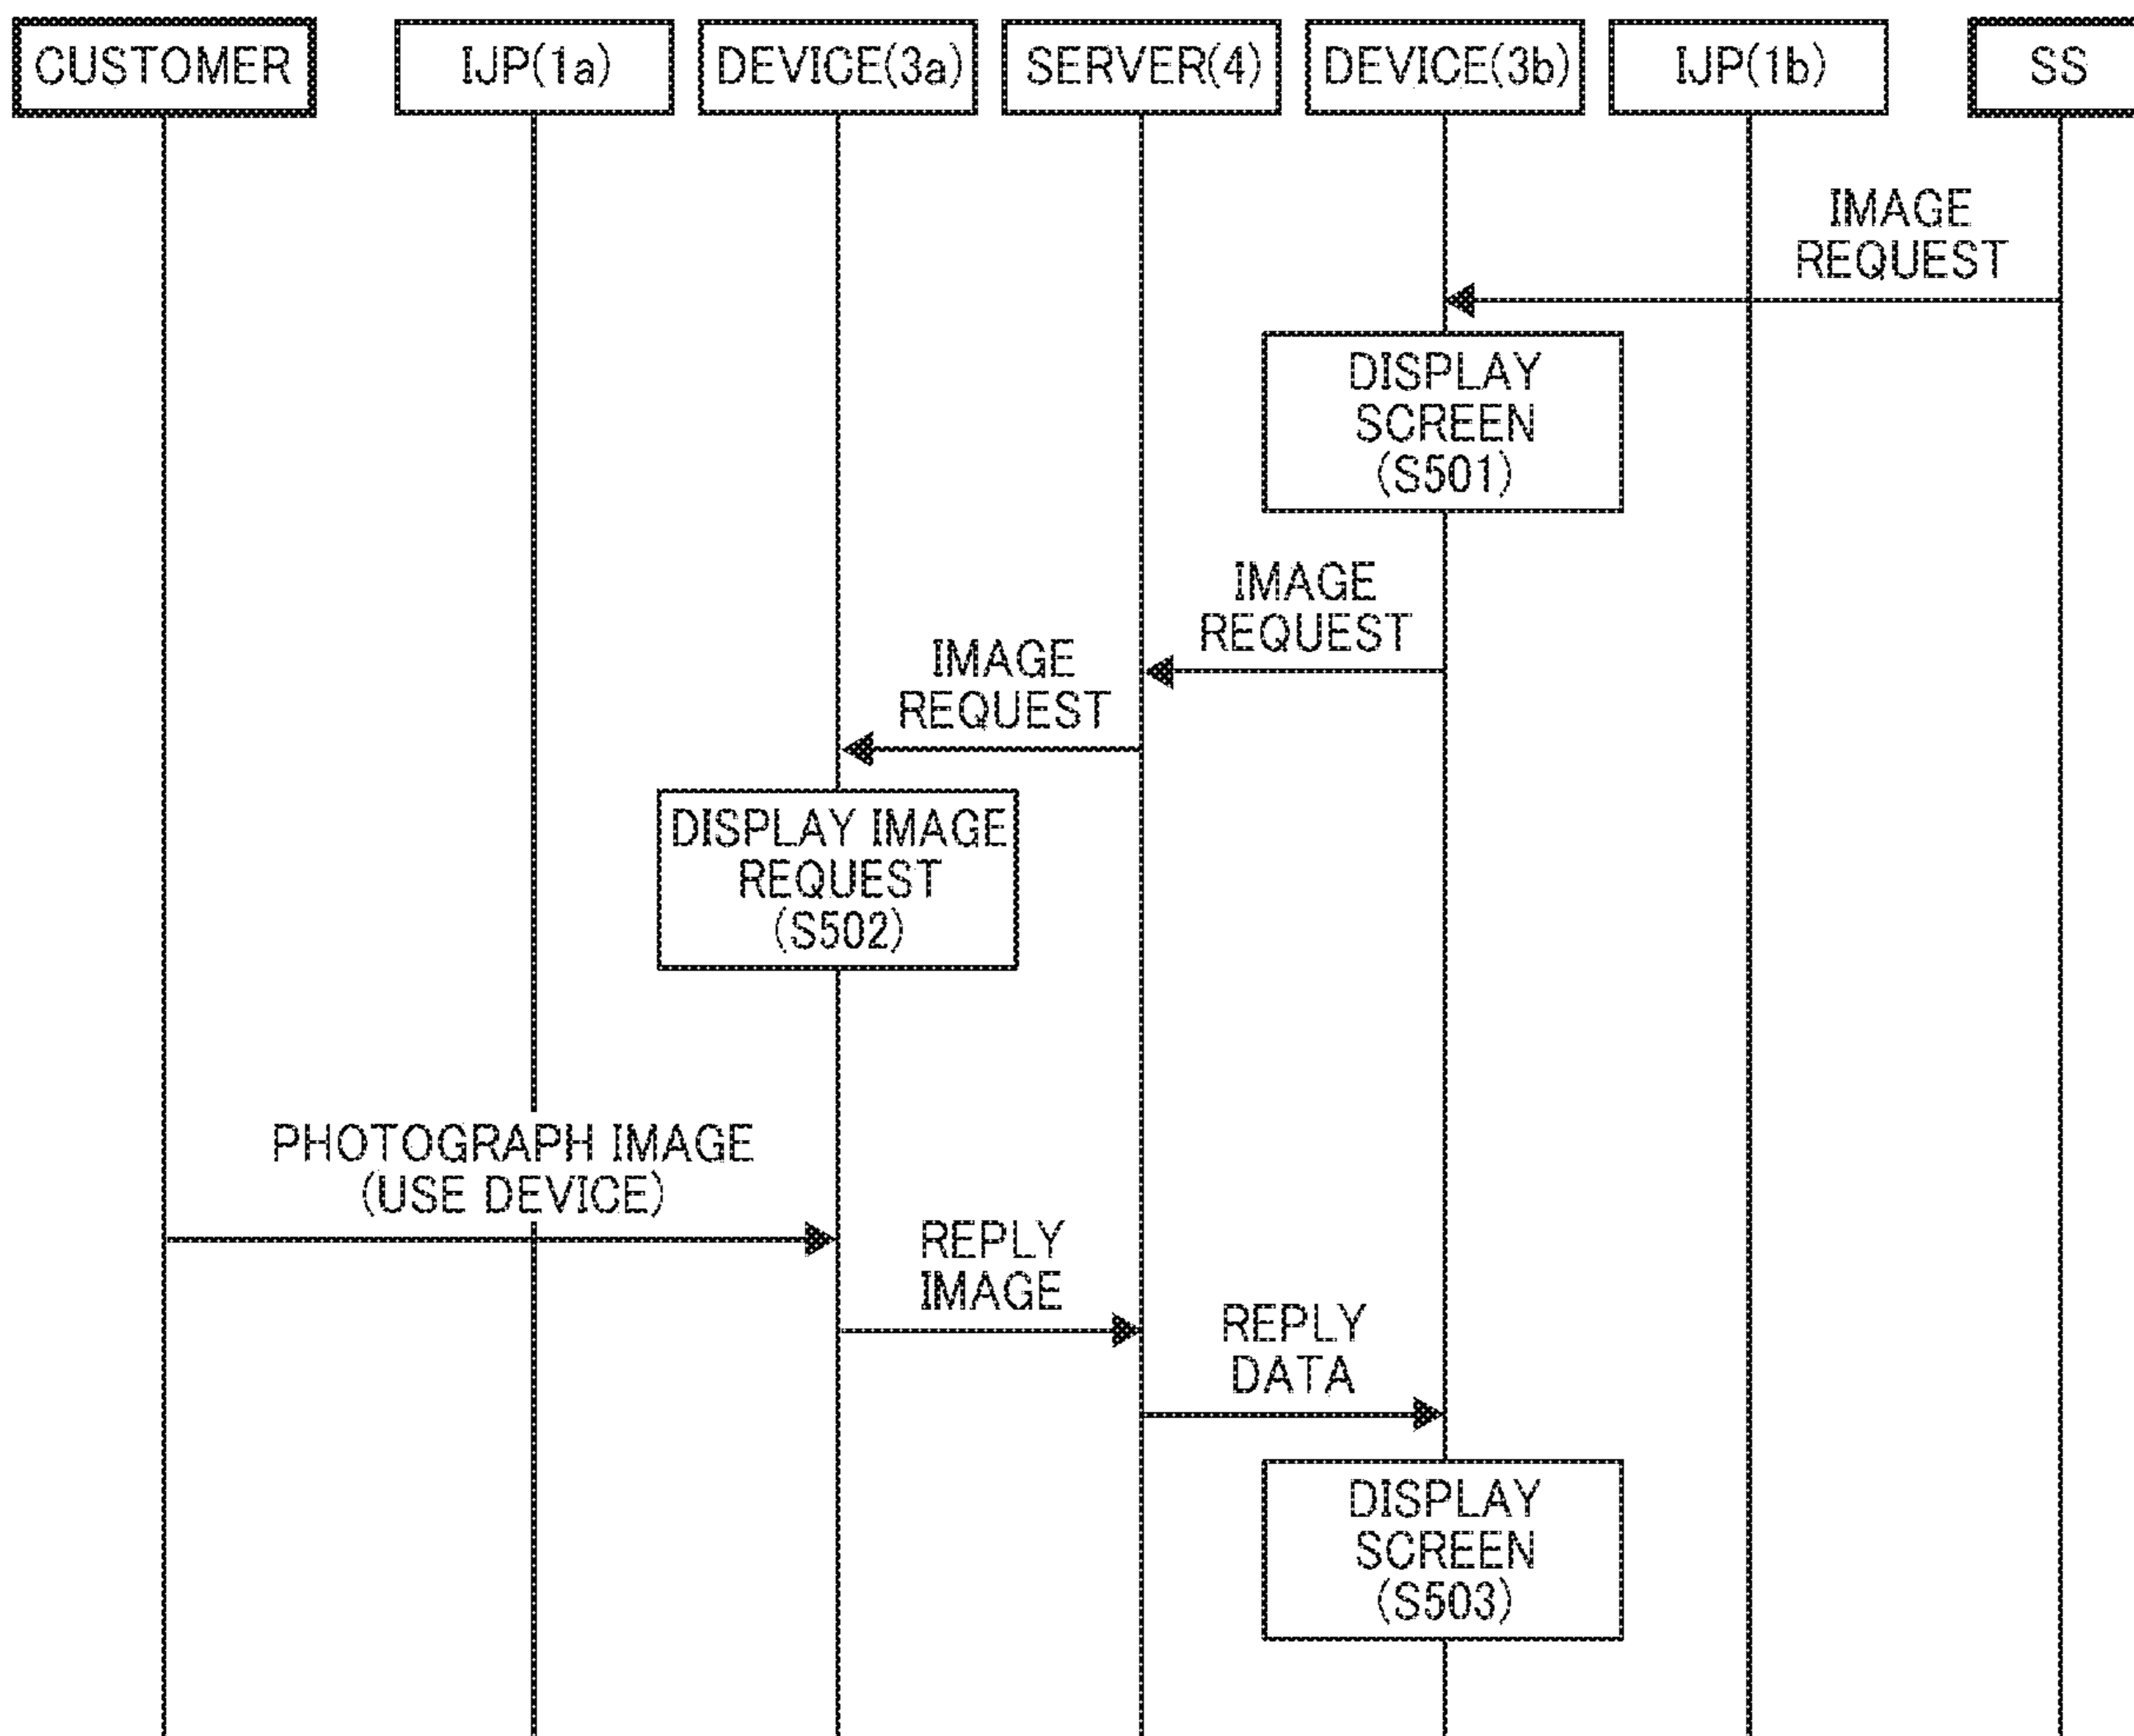 CUSTOMER
IJP(1a)
DEVICE(3a)
SERVER(4)
DEVICE(3b)
IJP(1b)
SS
IMAGE
REQUEST
DISPLAY
SCREEN
(S501)
IMAGE
REQUEST
IMAGE
REQUEST
DISPLAY IMAGE
REQUEST
(S502)
PHOTOGRAPH IMAGE
(USE DEVICE)
REPLY
IMAGE
REPLY
DATA
DISPLAY
SCREEN
(S503)